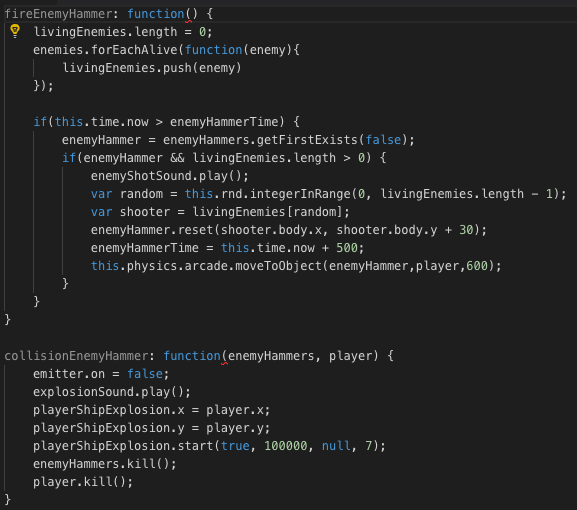 fireEnemyHammer: function() {
    livingEnemies.length = 0;
    enemies.forEachAlive(function(enemy){
        livingEnemies.push(enemy)
    });

    if(this.time.now > enemyHammerTime) {
        enemyHammer = enemyHammers.getFirstExists(false);
        if(enemyHammer && livingEnemies.length > 0) {
            enemyShotSound.play();
            var random = this.rnd.integerInRange(0, livingEnemies.length - 1);
            var shooter = livingEnemies[random];
            enemyHammer.reset(shooter.body.x, shooter.body.y + 30);
            enemyHammerTime = this.time.now + 500;
            this.physics.arcade.moveToObject(enemyHammer,player,600);
        }
    }
}

collisionEnemyHammer: function(enemyHammers, player) {
    emitter.on = false;
    explosionSound.play();
    playerShipExplosion.x = player.x;
    playerShipExplosion.y = player.y;
    playerShipExplosion.start(true, 100000, null, 7);
    enemyHammers.kill();
    player.kill();
}